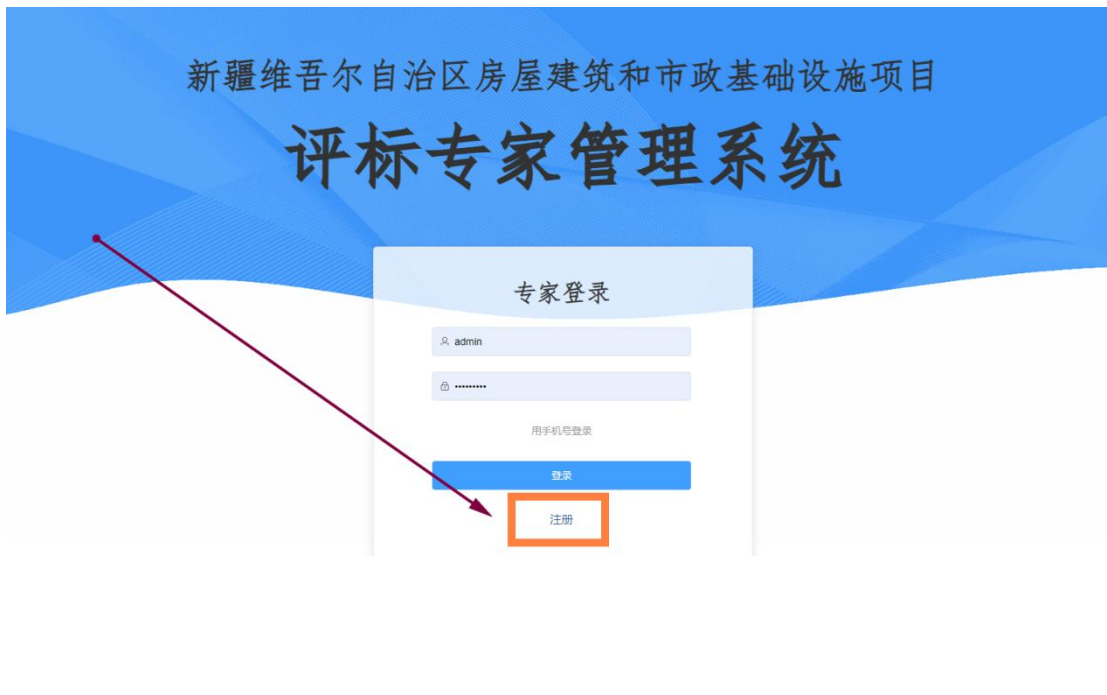 新疆维吾尔自治区房屋建筑和市政基础设施项目
评标专家管理系统
专家登录
admin
•••••••••
用手机号登录
登录
注册